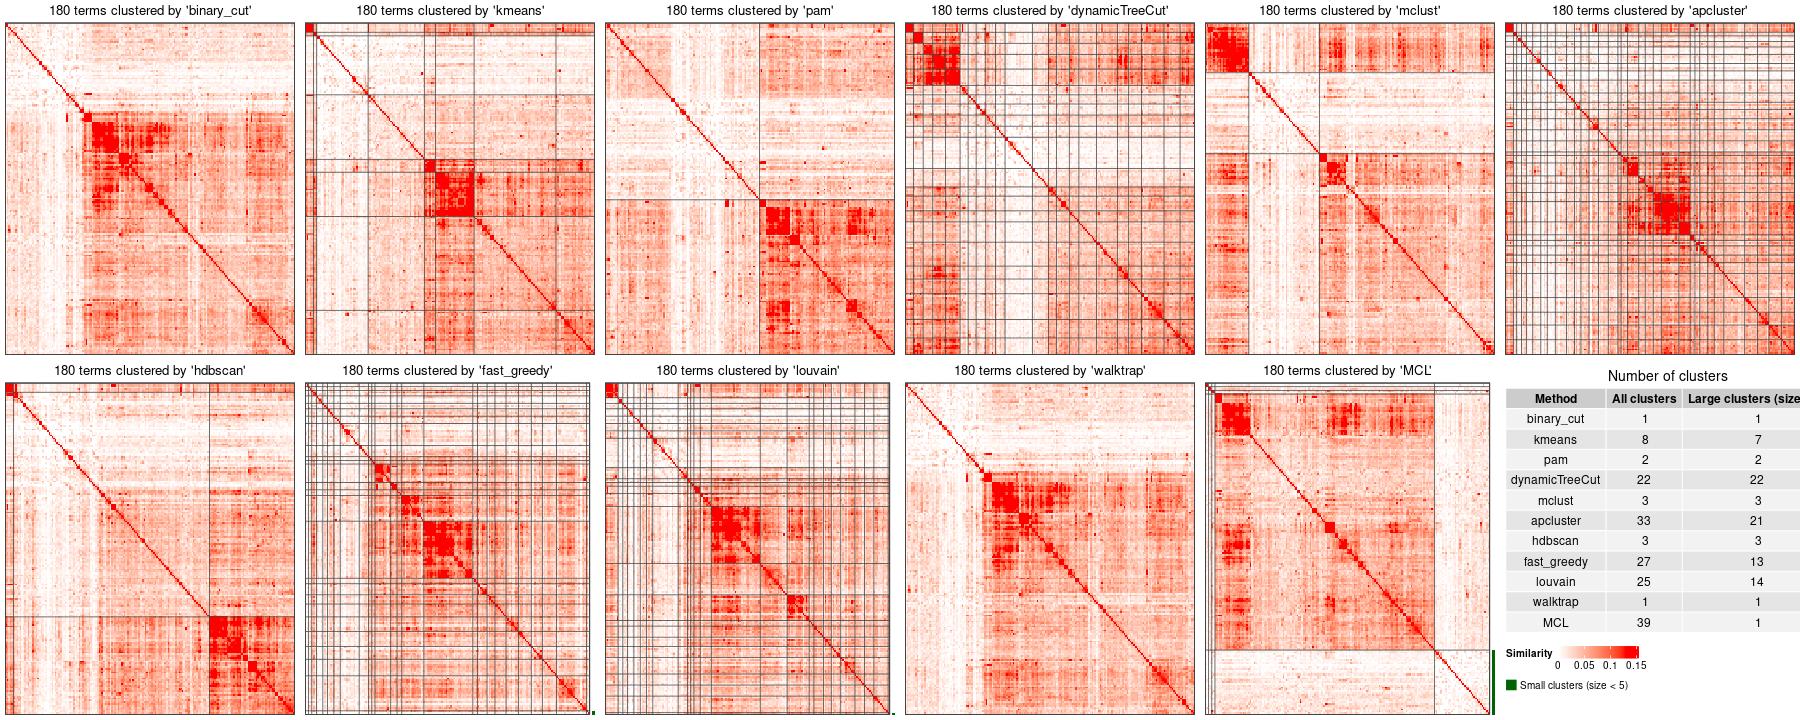 180 terms clustered by 'binary_cut'
180 terms clustered by 'kmeans'
180 terms clustered by 'pam'
180 terms clustered by 'dynamicTreeCut'
180 terms clustered by 'mclust'
180 terms clustered by 'apcluster'
180 terms clustered by 'hdbscan'
180 terms clustered by 'fast_greedy'
180 terms clustered by 'louvain'
180 terms clustered by 'walktrap'
180 terms clustered by 'MCL'
Number of clusters
Method All clusters Large clusters (size
binary_cut 1 1
kmeans 8 7
pam 2 2
dynamicTreeCut 22 22
mclust 3 3
apcluster 33 21
hdbscan 3 3
fast_greedy 27 13
louvain 25 14
walktrap 1 1
MCL 39 1
Similarity
0 0.05 0.1 0.15
Small clusters (size < 5)